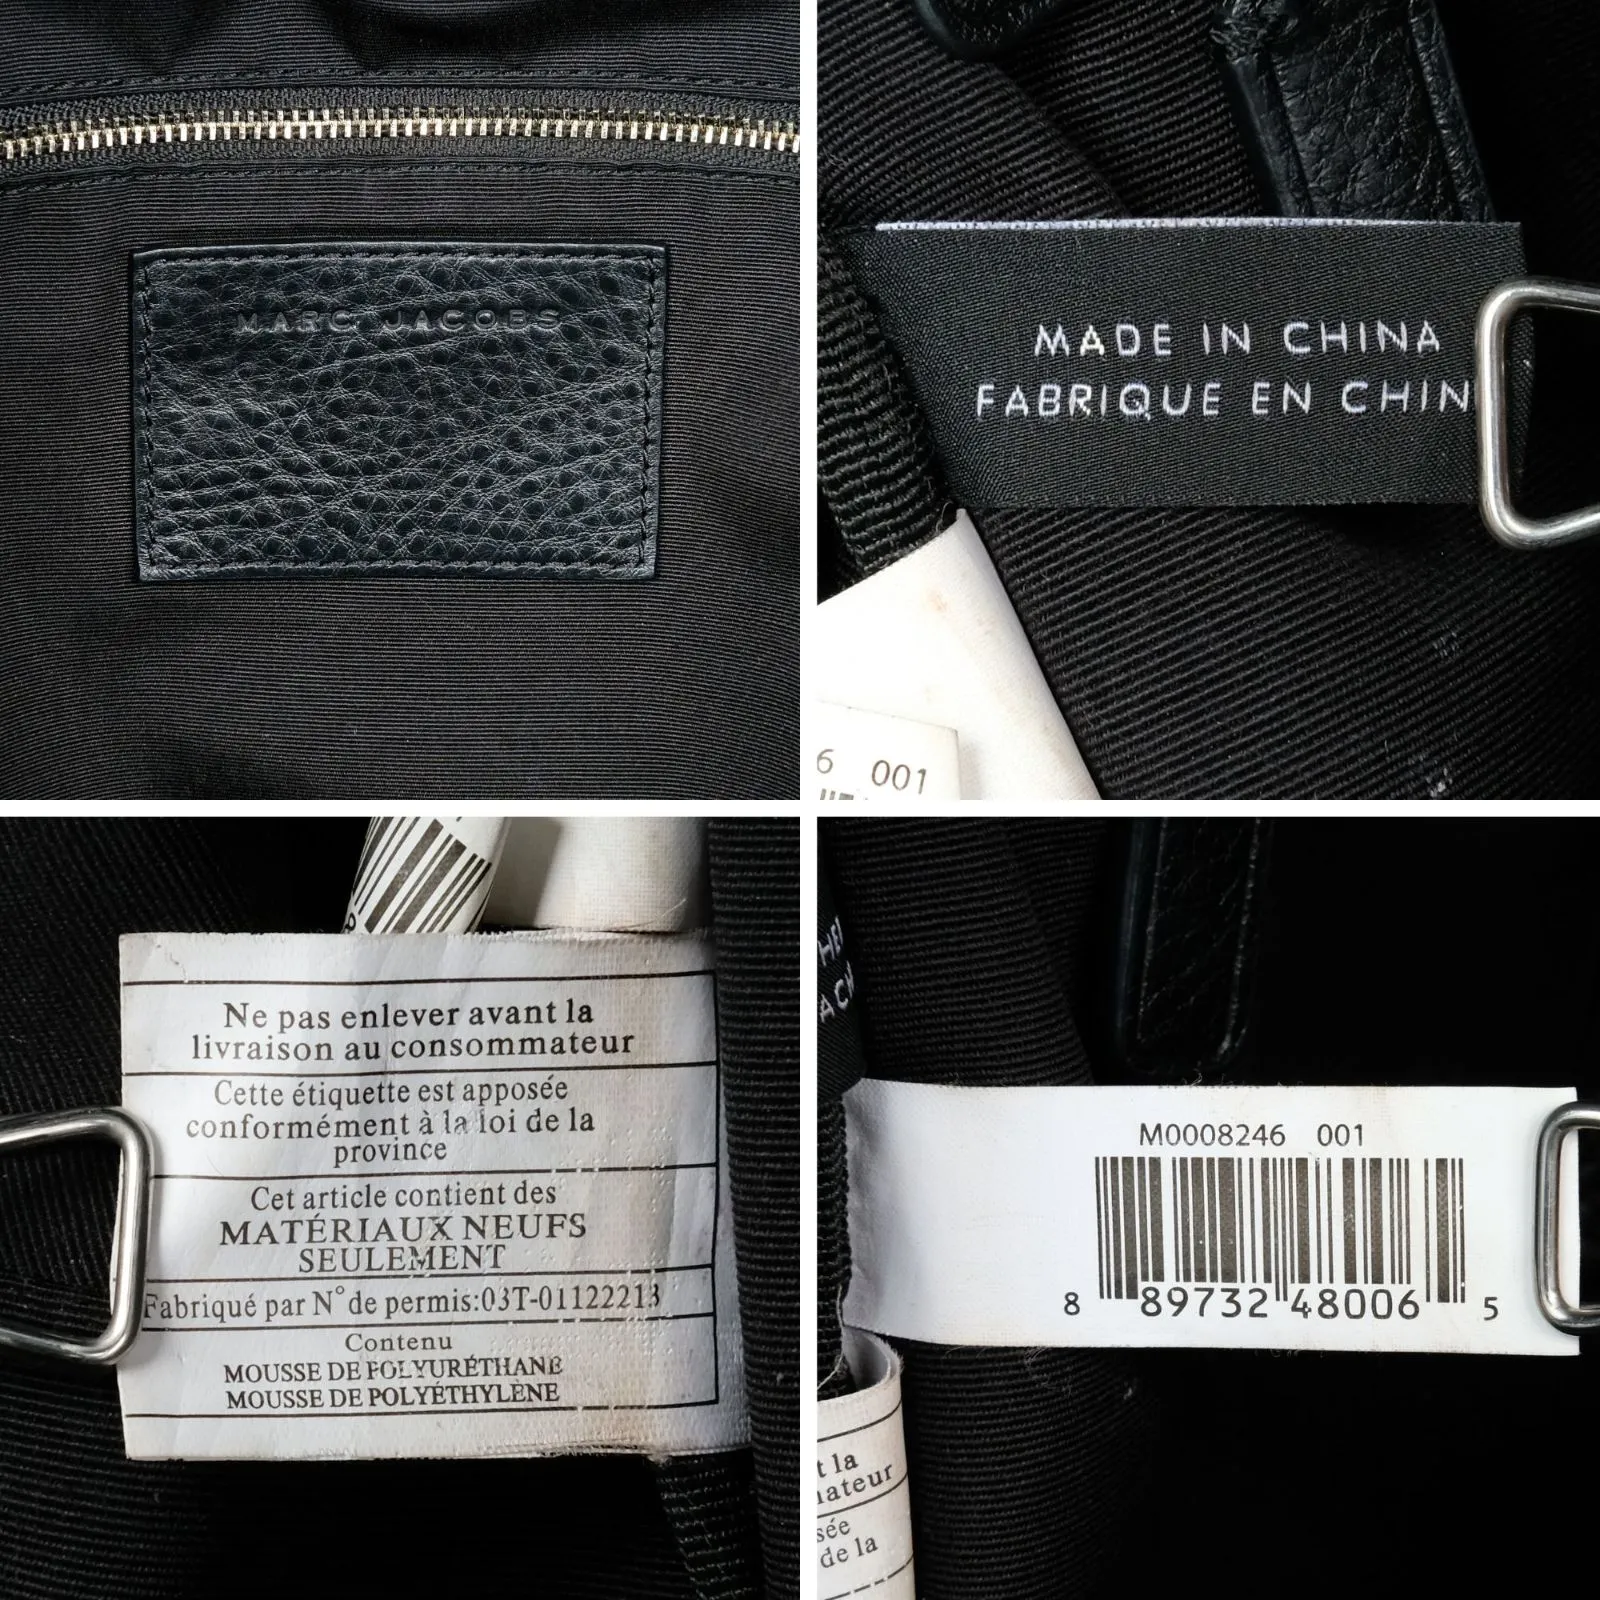 MARC JACOBS
MADE IN CHINA
FABRIQUE EN CHIN
6 001
Ne pas enlever avant la
livraison au consommateur
Cette étiquette est apposée
conformément à la loi de la
province
Cet article contient des
MATÉRIAUX NEUFS
SEULEMENT
Fabriqué par N° de permis:03T-01122213
Contenu
MOUSSE DE POLYURÉTHANE
MOUSSE DE POLYÉTHYLÈNE
M0008246 001
8 89732 48006 5
t la
ateur
sée
de la